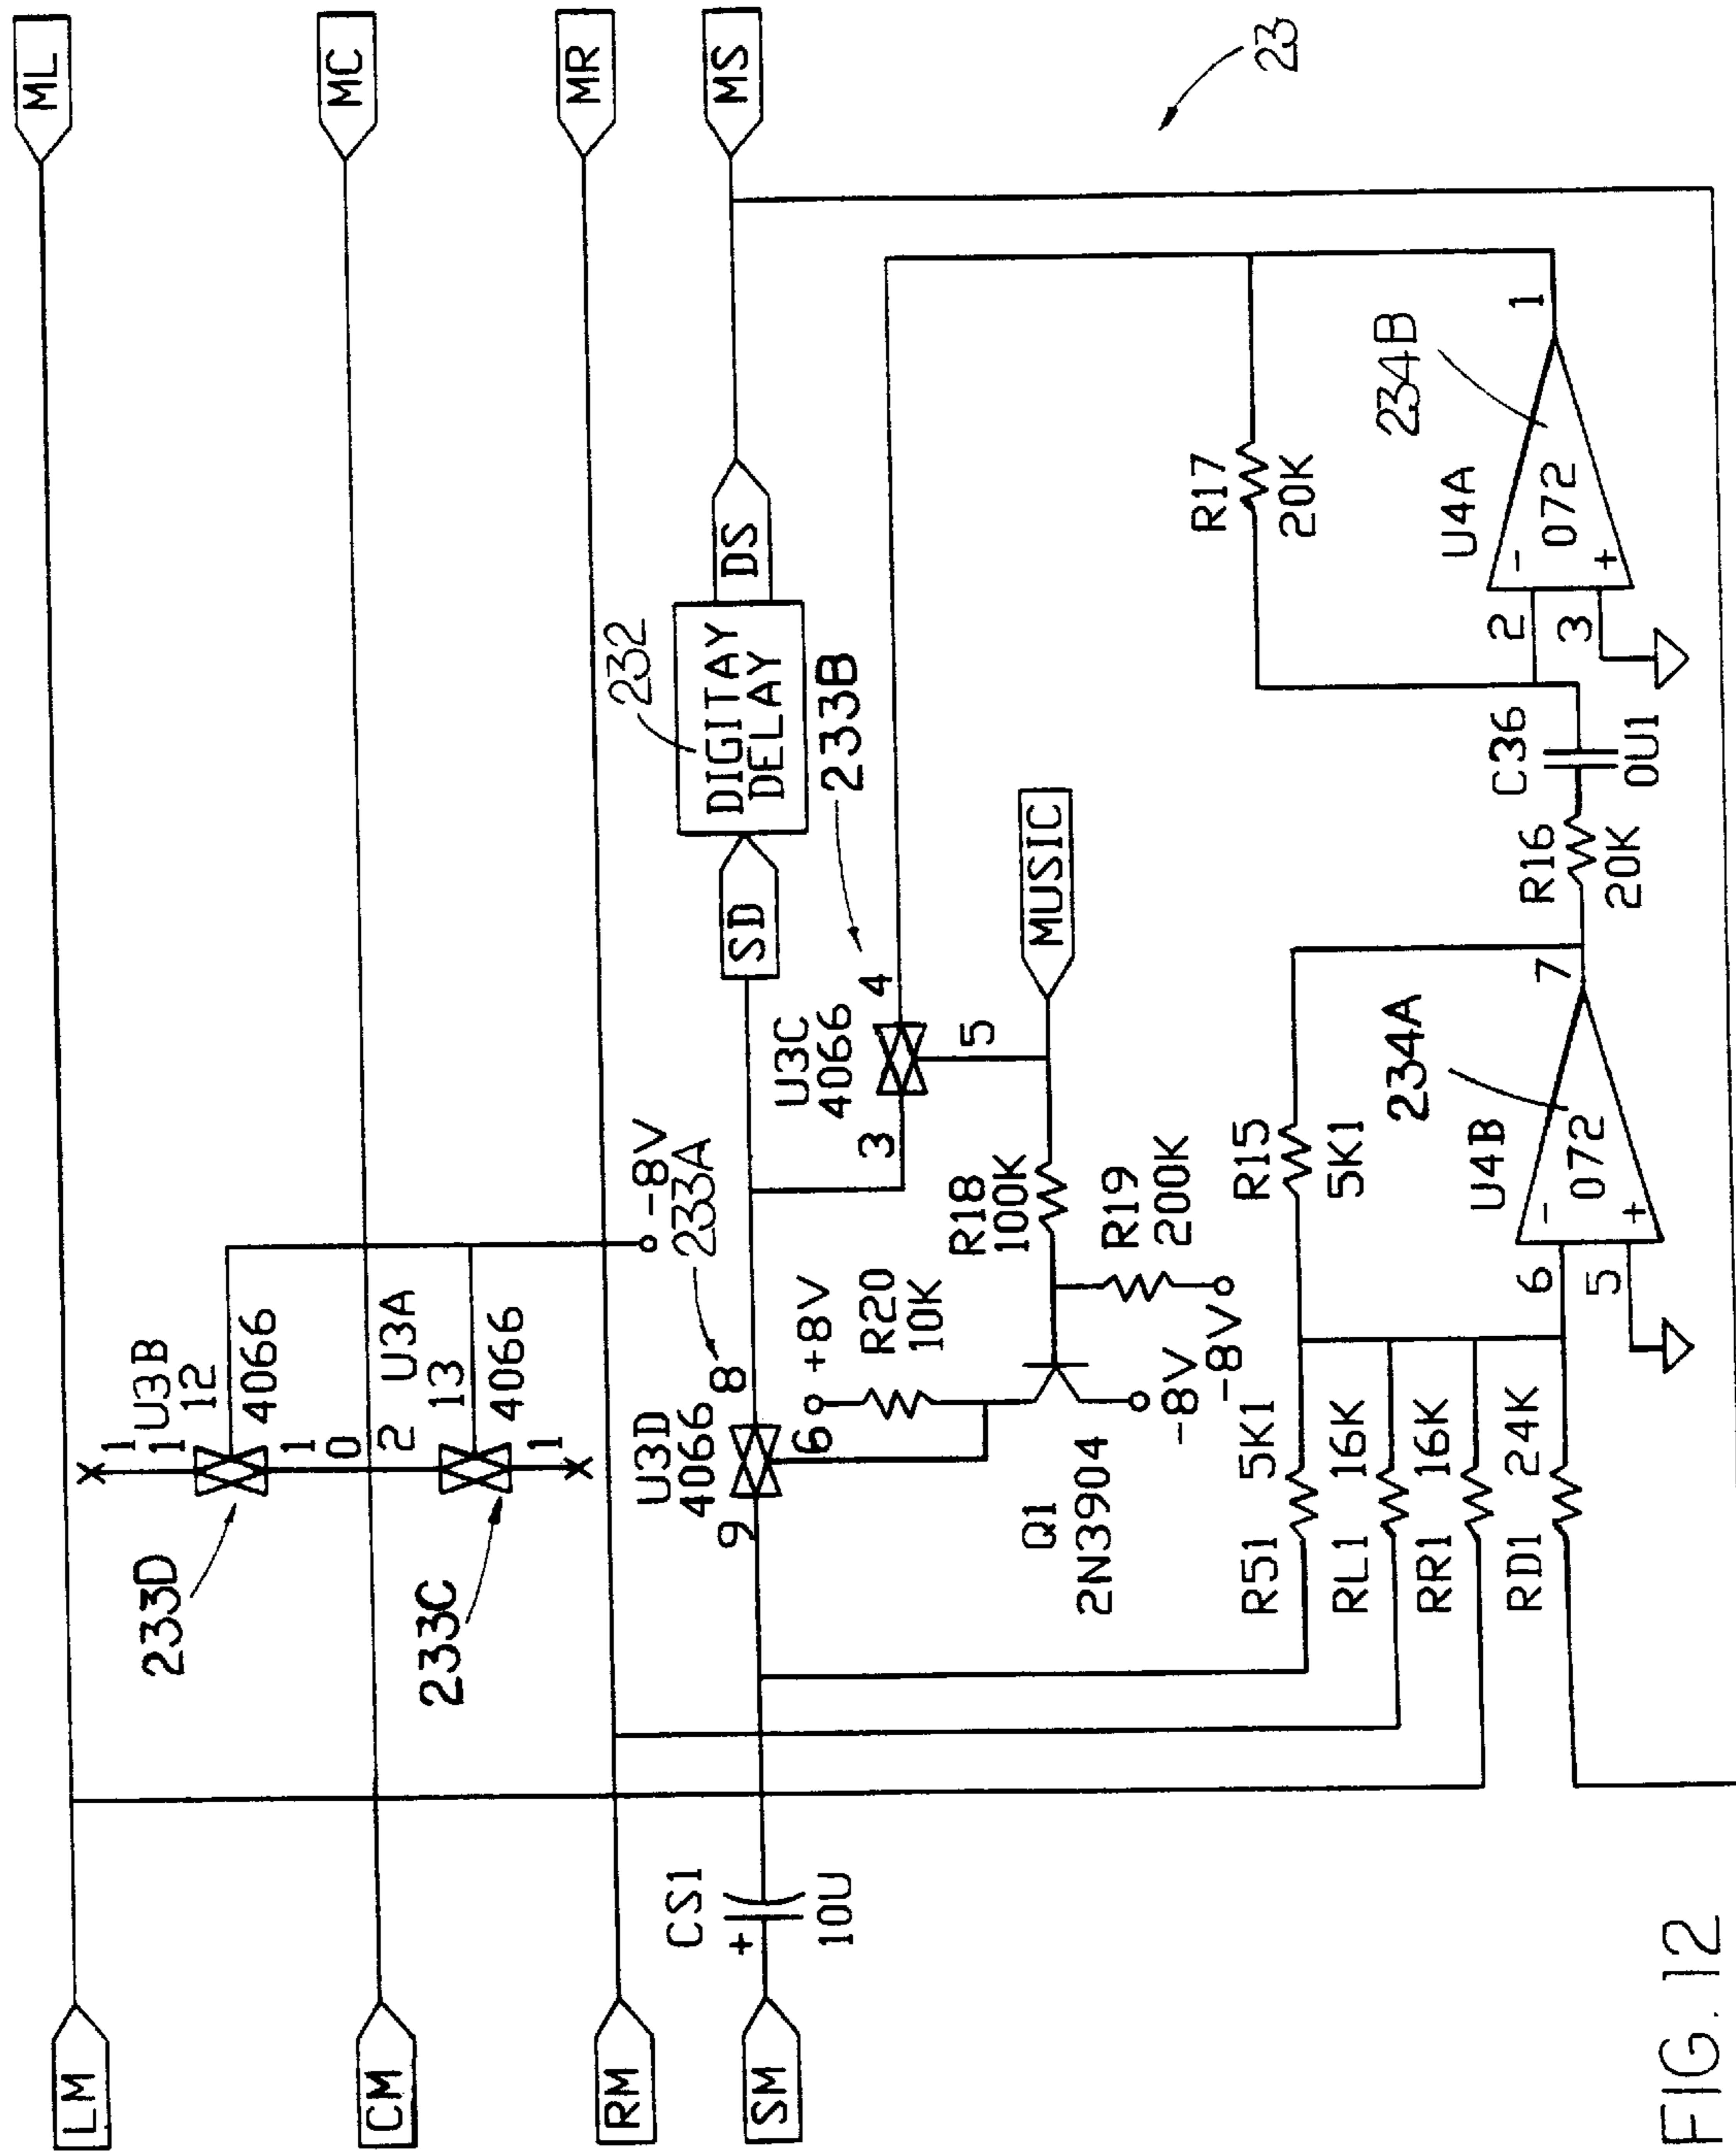 LM
ML
U3B
1
1
12
4066
1
0
233D
CM
MC
2
U3A
13
4066
1
233C
-8V
RM
MR
SM
CS1
+
10U
U3D
4066
9
8
6
233A
SD
DIGITAY
DELAY
232
DS
MS
U3C
4066
3
4
5
233B
+8V
R20
10K
R18
100K
MUSIC
Q1
2N3904
-8V
R19
200K
-8V
23
R51
5K1
RL1
16K
RR1
16K
RD1
24K
R15
5K1
U4B
234A
6
5
-
+
072
7
R16
20K
C36
0U1
R17
20K
U4A
234B
2
3
-
+
072
1
FIG. 12